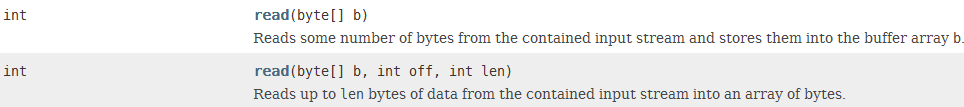 int read(byte[] b)
Reads some number of bytes from the contained input stream and stores them into the buffer array b.
int read(byte[] b, int off, int len)
Reads up to len bytes of data from the contained input stream into an array of bytes.